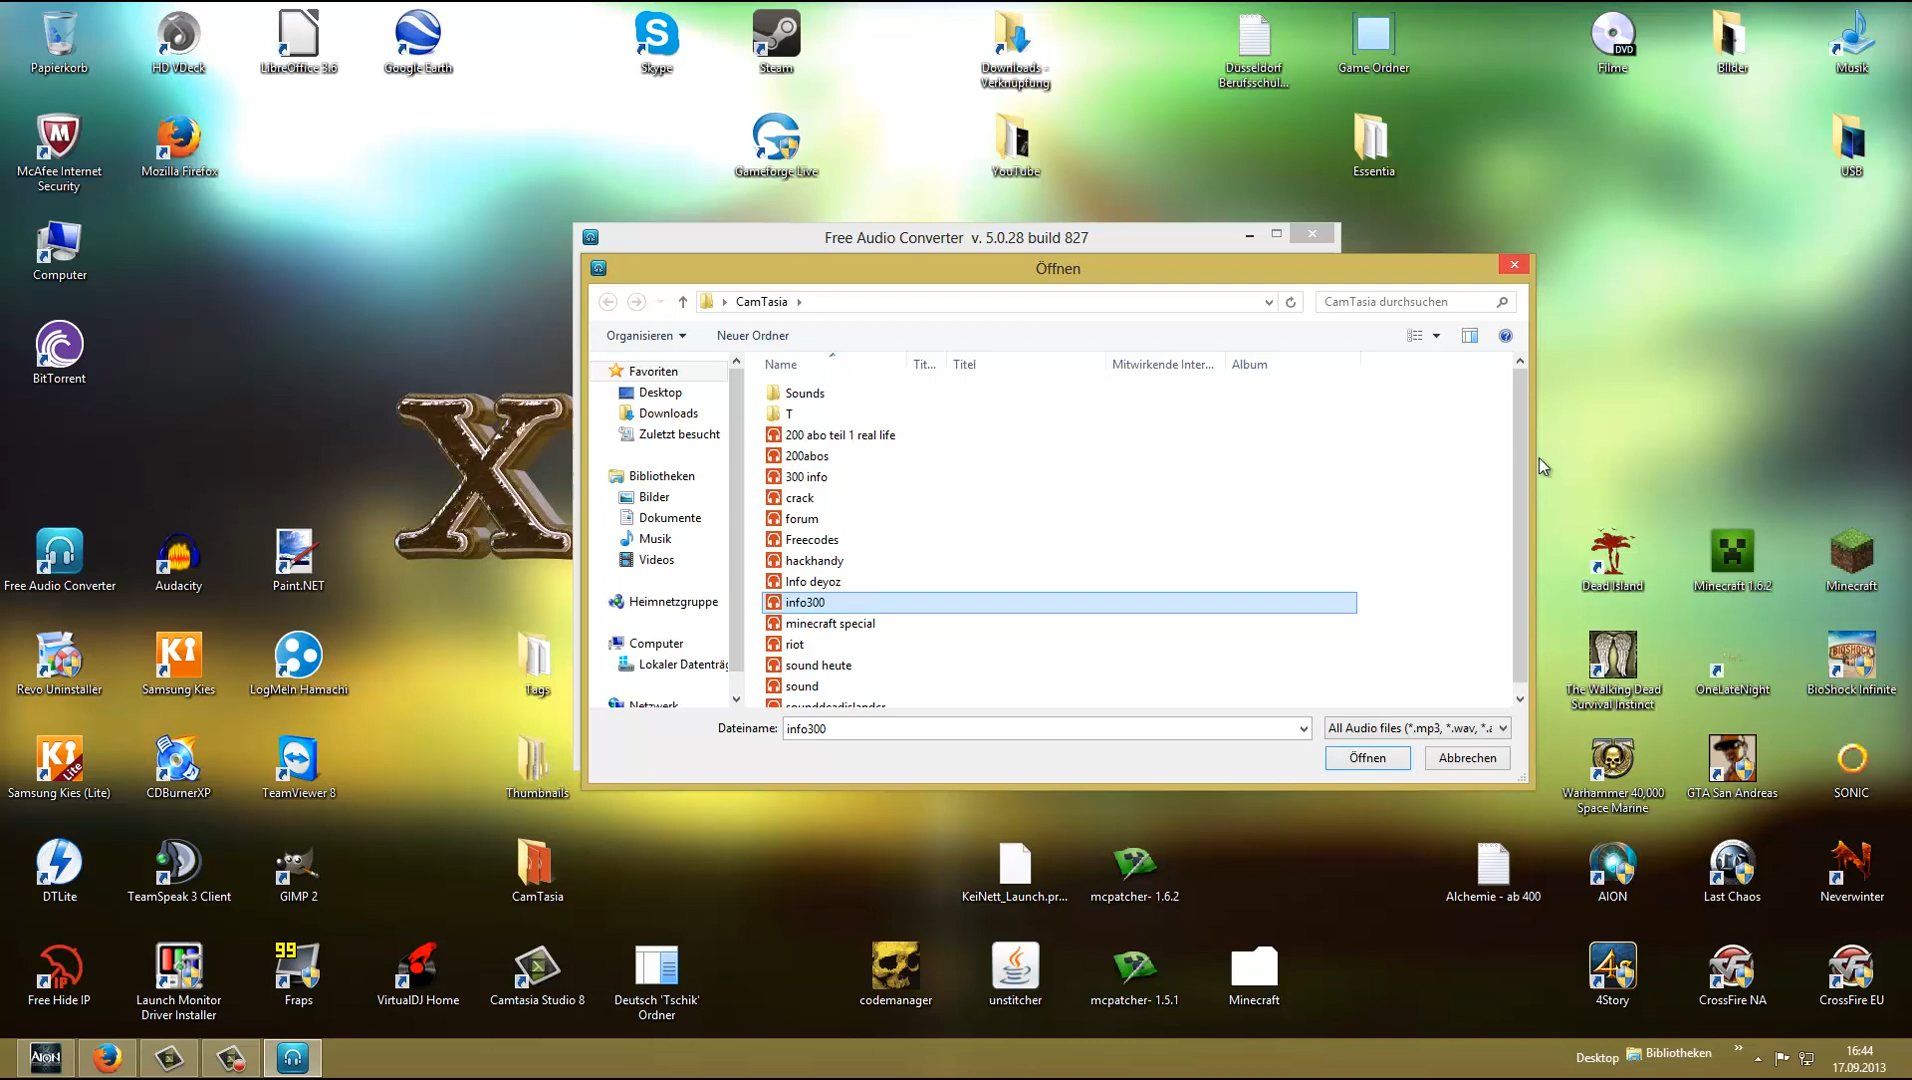 Papierkorb
HD VDeck
LibreOffice 3.6
Google Earth
Skype
Steam
Downloads -
Verknüpfung
Düsseldorf
Berufsschul...
Game Ordner
DVD
Filme
Bilder
Musik
McAfee Internet
Security
Mozilla Firefox
Gameforge Live
YouTube
Essentia
USB
Computer
BitTorrent
X
Free Audio Converter v. 5.0.28 build 827
Öffnen
CamTasia
CamTasia durchsuchen
Organisieren
Neuer Ordner
Name
Tit...
Titel
Mitwirkende Inter...
Album
Favoriten
Desktop
Downloads
Zuletzt besucht
Bibliotheken
Bilder
Dokumente
Musik
Videos
Heimnetzgruppe
Computer
Lokaler Datenträg
Netzwerk
Sounds
T
200 abo teil 1 real life
200abos
300 info
crack
forum
Freecodes
hackhandy
Info deyoz
info300
minecraft special
riot
sound heute
sound
sounddeadislander
Dateiname:
info300
All Audio files (*.mp3, *.wav, *.a
Öffnen
Abbrechen
Free Audio Converter
Audacity
Paint.NET
Dead Island
Minecraft 1.6.2
Minecraft
Revo Uninstaller
Ki
Samsung Kies
LogMeIn Hamachi
Tags
The Walking Dead
Survival Instinct
OneLateNight
BIOSHOCK
BioShock Infinite
Ki
Lite
Samsung Kies (Lite)
CDBurnerXP
TeamViewer 8
Thumbnails
Warhammer 40,000
Space Marine
GTA San Andreas
SONIC
DTLite
TeamSpeak 3 Client
GIMP 2
CamTasia
KeiNett_Launch.pr...
mcpatcher- 1.6.2
Alchemie - ab 400
AION
Last Chaos
Neverwinter
IP
Free Hide IP
Launch Monitor
Driver Installer
99
Fraps
VirtualDJ Home
Camtasia Studio 8
Deutsch 'Tschik'
Ordner
codemanager
unstitcher
mcpatcher- 1.5.1
Minecraft
4s
4Story
CrossFire NA
CrossFire EU
AION
Desktop
Bibliotheken
16:44
17.09.2013